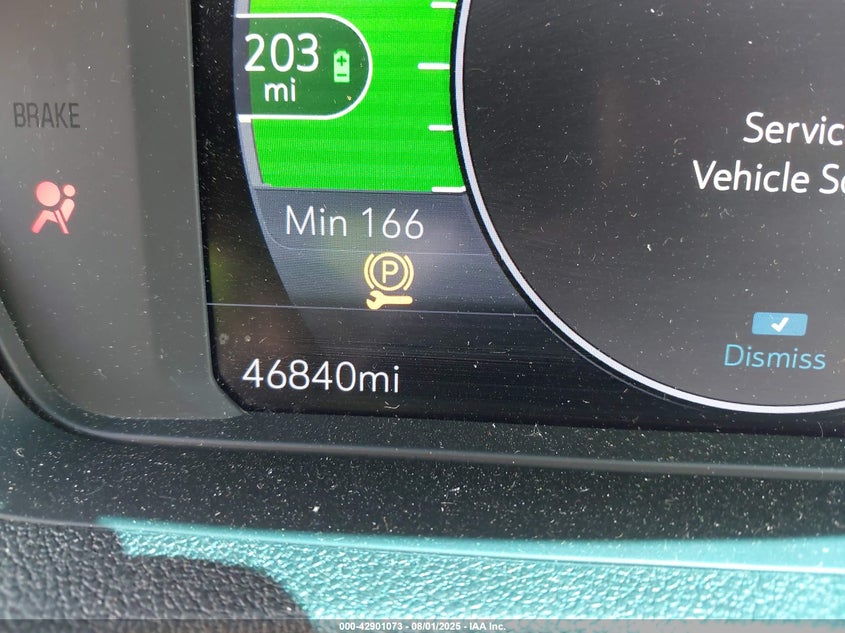 203
mi
BRAKE
Servic
Vehicle S
Min 166
P
Dismiss
46840mi
000-42901073 - 08/01/2025 - IAA Inc.